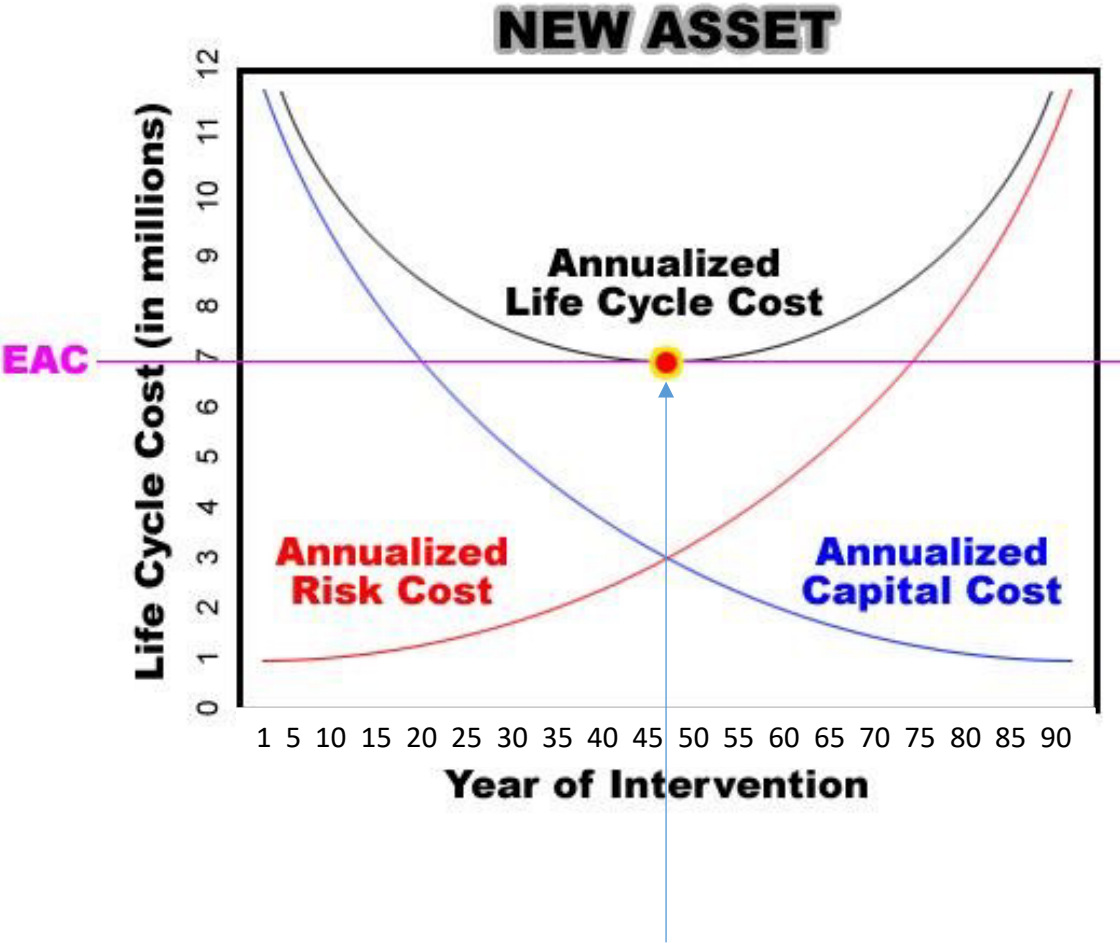 NEW ASSET
Life Cycle Cost (in millions)
12
11
10
9
8
7
6
5
4
3
2
1
0
EAC
Annualized
Life Cycle Cost
Annualized
Risk Cost
Annualized
Capital Cost
1 5 10 15 20 25 30 35 40 45 50 55 60 65 70 75 80 85 90
Year of Intervention